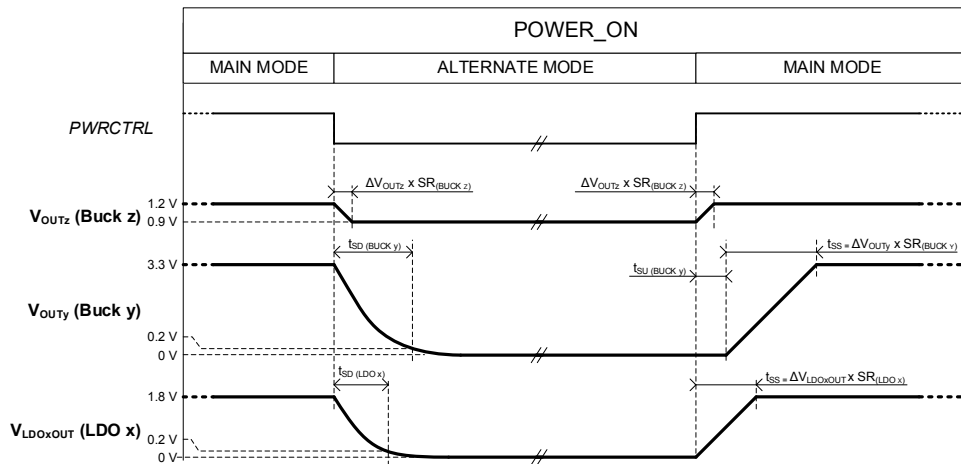 POWER_ON
MAIN MODE ALTERNATE MODE MAIN MODE
PWRCTRL
ΔVOUTz x SR(BUCK z) ΔVOUTz x SR(BUCK z)
1.2 V
VOUTz (Buck z)
0.9 V
tSD (BUCK y) tSS = ΔVOUTy x SR(BUCK Y)
3.3 V
tSU (BUCK y)
VOUTy (Buck y)
0.2 V
0 V
tSD (LDO x) tSS = ΔVLDOxOUT x SR(LDO x)
1.8 V
VLDOxOUT (LDO x)
0.2 V
0 V